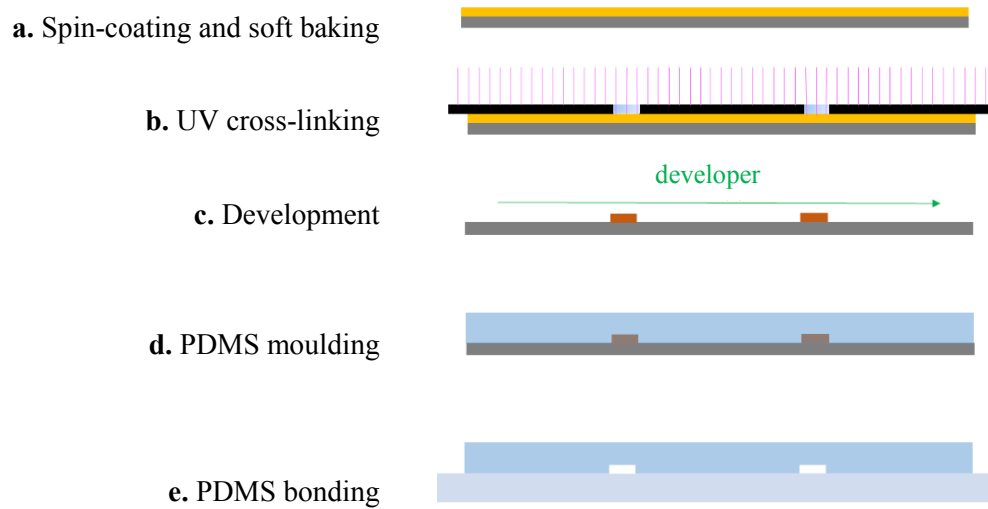 a. Spin-coating and soft baking
b. UV cross-linking
developer
c. Development
d. PDMS moulding
e. PDMS bonding